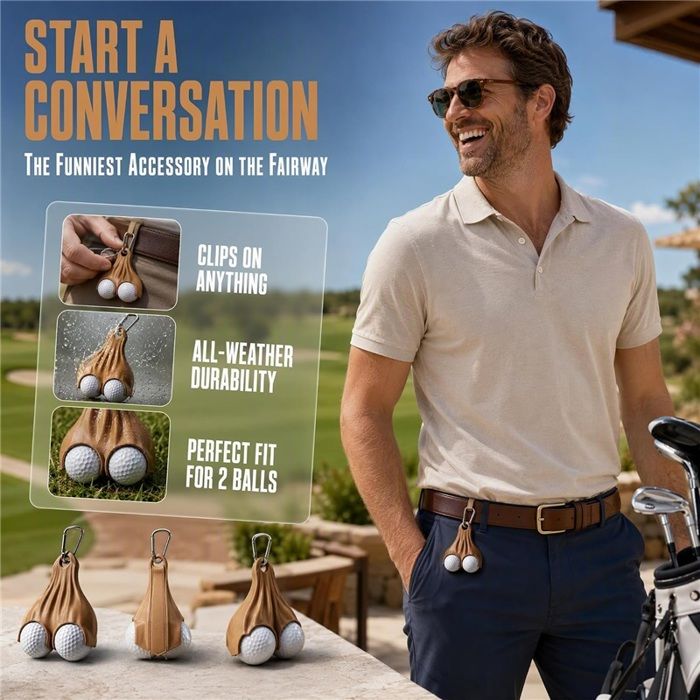 START A
CONVERSATION
THE FUNNIEST ACCESSORY ON THE FAIRWAY
CLIPS ON
ANYTHING
ALL-WEATHER
DURABILITY
PERFECT FIT
FOR 2 BALLS